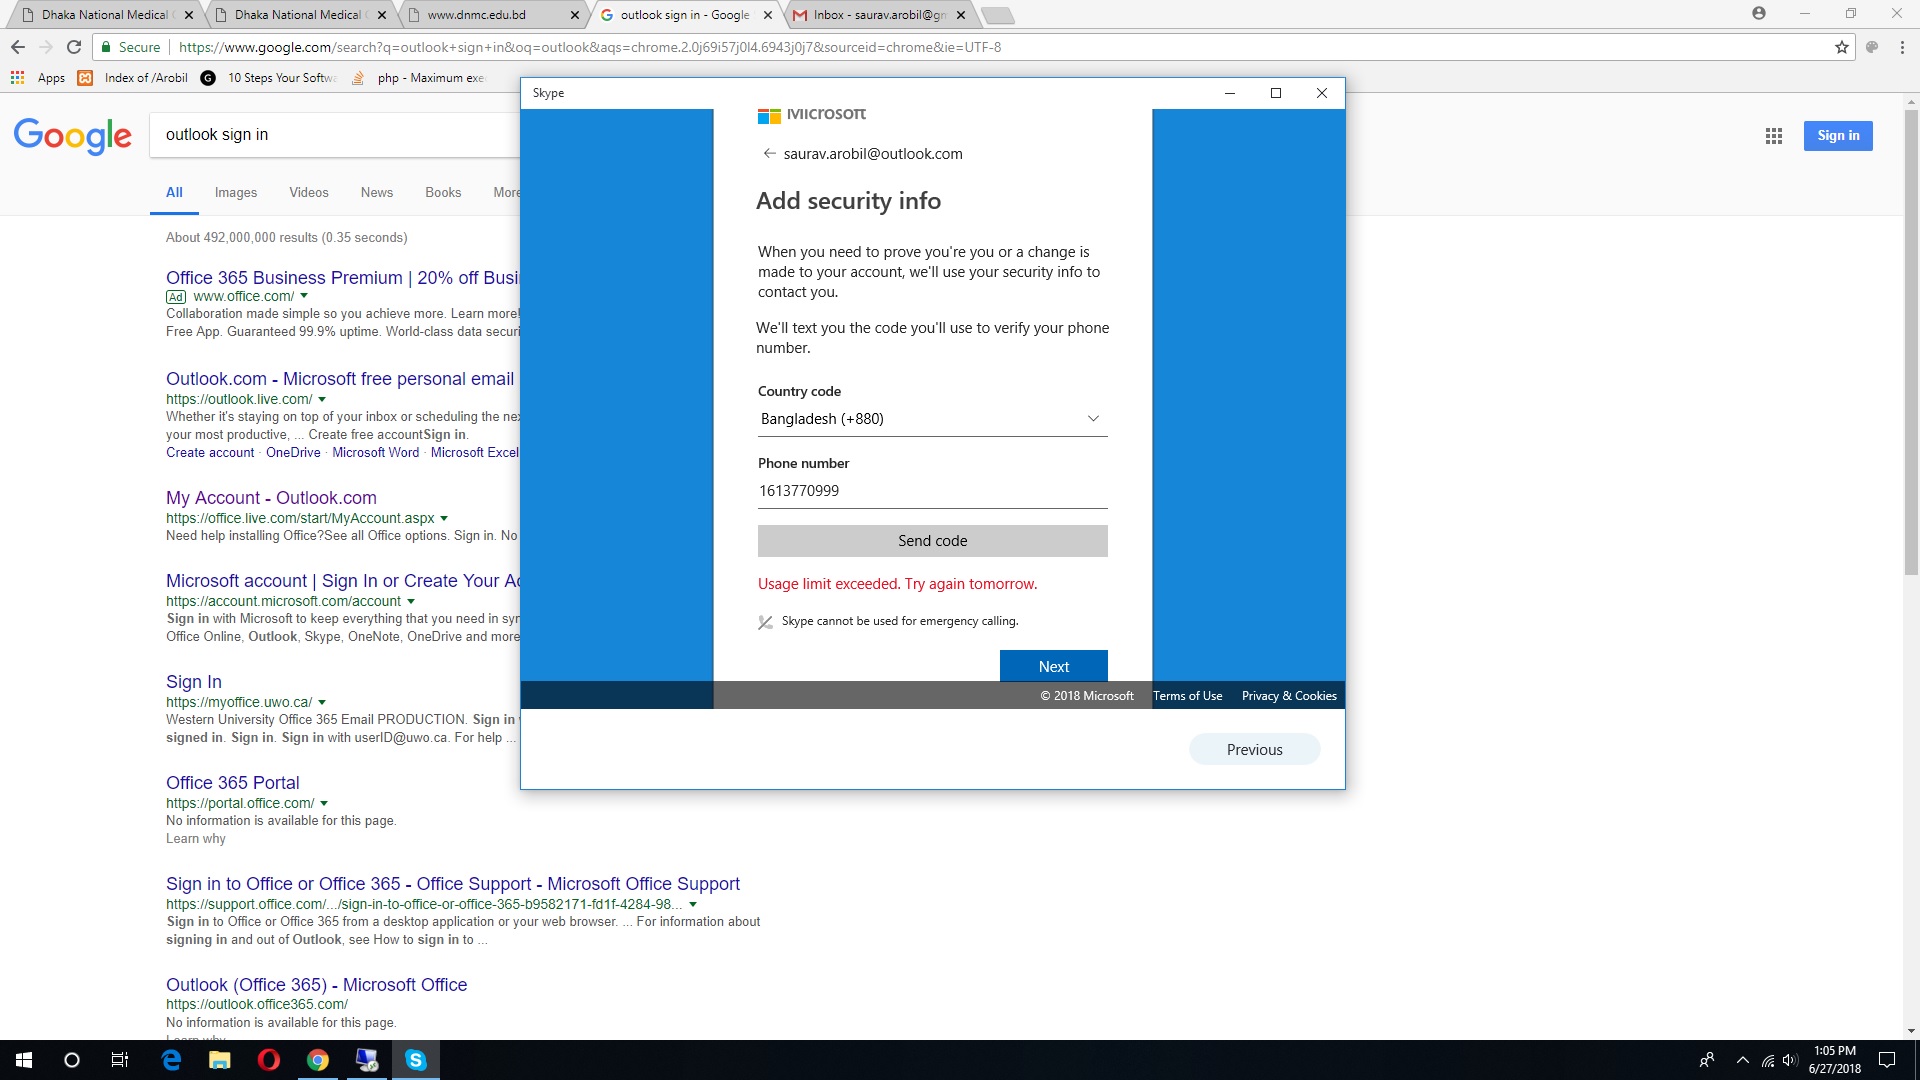 Dhaka National Medical C
Dhaka National Medical C
www.dnmc.edu.bd
outlook sign in - Google
Inbox - saurav.arobil@gm
Secure
https://www.google.com/search?q=outlook+sign+in&oq=outlook&aqs=chrome.2.0j69i57j0l4.6943j0j7&sourceid=chrome&ie=UTF-8
Apps
Index of /Arobil
10 Steps Your Softwa
php - Maximum exe
Google
outlook sign in
Sign in
All
Images
Videos
News
Books
More
About 492,000,000 results (0.35 seconds)
Office 365 Business Premium | 20% off Busi
Ad www.office.com/
Collaboration made simple so you achieve more. Learn more!
Free App. Guaranteed 99.9% uptime. World-class data securi
Outlook.com - Microsoft free personal email
https://outlook.live.com/
Whether it's staying on top of your inbox or scheduling the nex
your most productive, ... Create free accountSign in.
Create account · OneDrive · Microsoft Word · Microsoft Excel
My Account - Outlook.com
https://office.live.com/start/MyAccount.aspx
Need help installing Office?See all Office options. Sign in. No
Microsoft account | Sign In or Create Your Ac
https://account.microsoft.com/account
Sign in with Microsoft to keep everything that you need in syn
Office Online, Outlook, Skype, OneNote, OneDrive and more
Sign In
https://myoffice.uwo.ca/
Western University Office 365 Email PRODUCTION. Sign in
signed in. Sign in. Sign in with userID@uwo.ca. For help ...
Office 365 Portal
https://portal.office.com/
No information is available for this page.
Learn why
Sign in to Office or Office 365 - Office Support - Microsoft Office Support
https://support.office.com/.../sign-in-to-office-or-office-365-b9582171-fd1f-4284-98...
Sign in to Office or Office 365 from a desktop application or your web browser. ... For information about
signing in and out of Outlook, see How to sign in to ...
Outlook (Office 365) - Microsoft Office
https://outlook.office365.com/
No information is available for this page.
Learn why
Skype
Microsoft
saurav.arobil@outlook.com
Add security info
When you need to prove you're you or a change is
made to your account, we'll use your security info to
contact you.
We'll text you the code you'll use to verify your phone
number.
Country code
Bangladesh (+880)
Phone number
1613770999
Send code
Usage limit exceeded. Try again tomorrow.
Skype cannot be used for emergency calling.
Next
© 2018 Microsoft
Terms of Use
Privacy & Cookies
Previous
1:05 PM
6/27/2018